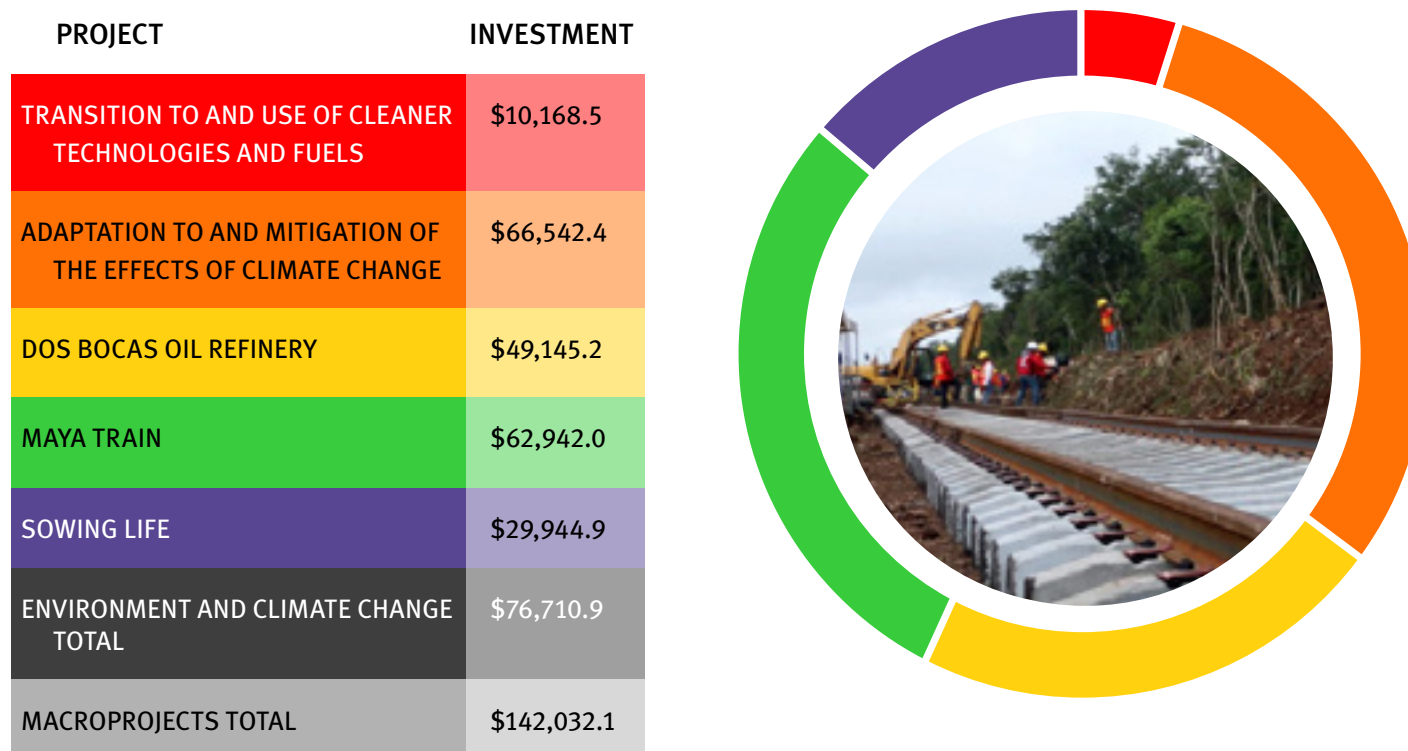 PROJECT INVESTMENT
TRANSITION TO AND USE OF CLEANER
TECHNOLOGIES AND FUELS
$10,168.5
ADAPTATION TO AND MITIGATION OF
THE EFFECTS OF CLIMATE CHANGE
$66,542.4
DOS BOCAS OIL REFINERY $49,145.2
MAYA TRAIN $62,942.0
SOWING LIFE $29,944.9
ENVIRONMENT AND CLIMATE CHANGE
TOTAL
$76,710.9
MACROPROJECTS TOTAL $142,032.1